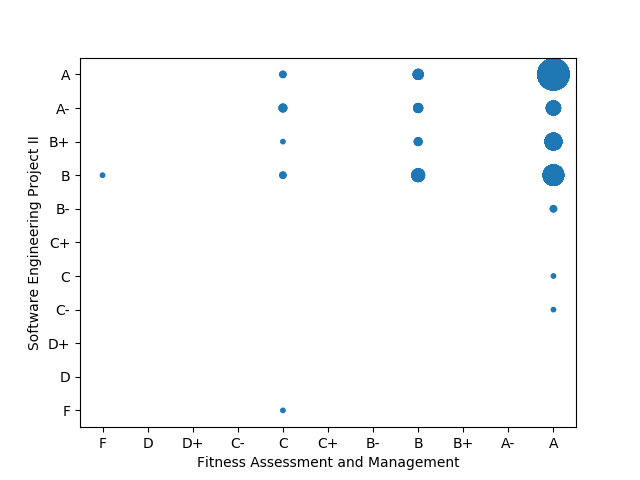 Software Engineering Project II
A
A-
B+
B
B-
C+
C
C-
D+
D
F
F D D+ C- C C+ B- B B+ A- A
Fitness Assessment and Management